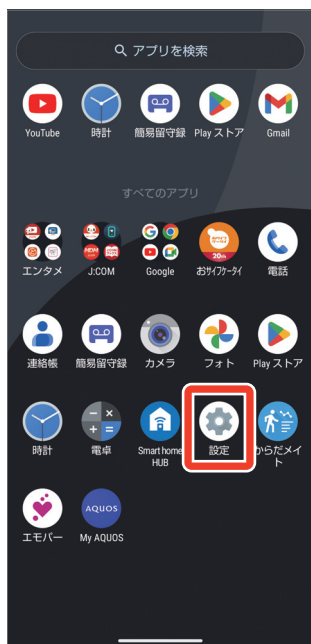 アプリを検索
YouTube
時計
簡易留守録
Play ストア
Gmail
すべてのアプリ
20th
エンタメ
J:COM
Google
おサイフケータイ
電話
連絡帳
簡易留守録
カメラ
フォト
Play ストア
時計
電卓
Smart home
HUB
設定
からだメイ
ト
AQUOS
エモパー
My AQUOS